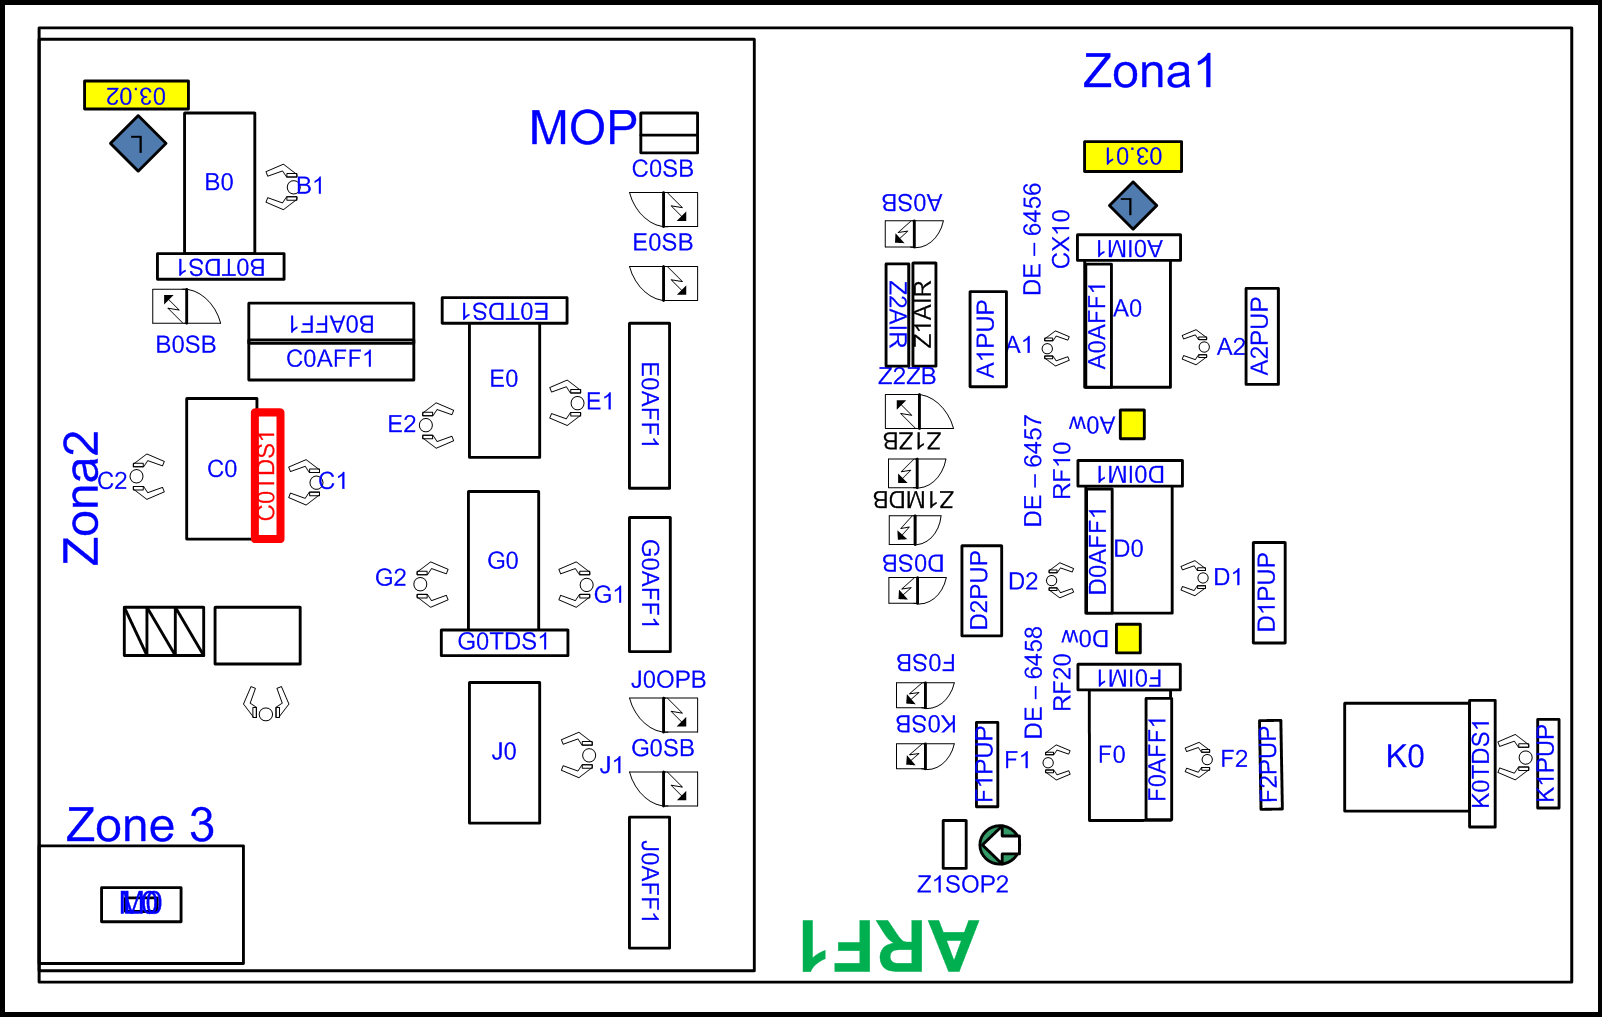 Zona1
03.02
L
B0
B1
B0TDS1
B0SB
MOP
C0SB
E0SB
B0AFF1
C0AFF1
E0TDS1
E0
E1
E2
E0AFF1
Zona2
C2
C0
C0TDS1
C1
G2
G0
G1
G0TDS1
G0AFF1
J0OPB
G0SB
J0
J1
J0AFF1
Zone 3
03.01
L
A0SB
DE – 6456
CX10
A0IM1
Z2AIR
Z1AIR
A1PUP
A1
A0AFF1
A0
A2
A2PUP
Z2ZB
Z1ZB
Z1MDB
D0SB
A0w
DE – 6457
RF10
D0IM1
D2PUP
D2
D0AFF1
D0
D1
D1PUP
D0w
F0SB
K0SB
DE – 6458
RF20
F0IM1
F1PUP
F1
F0
F0AFF1
F2
F2PUP
K0
K0TDS1
K1PUP
Z1SOP2
ARF1